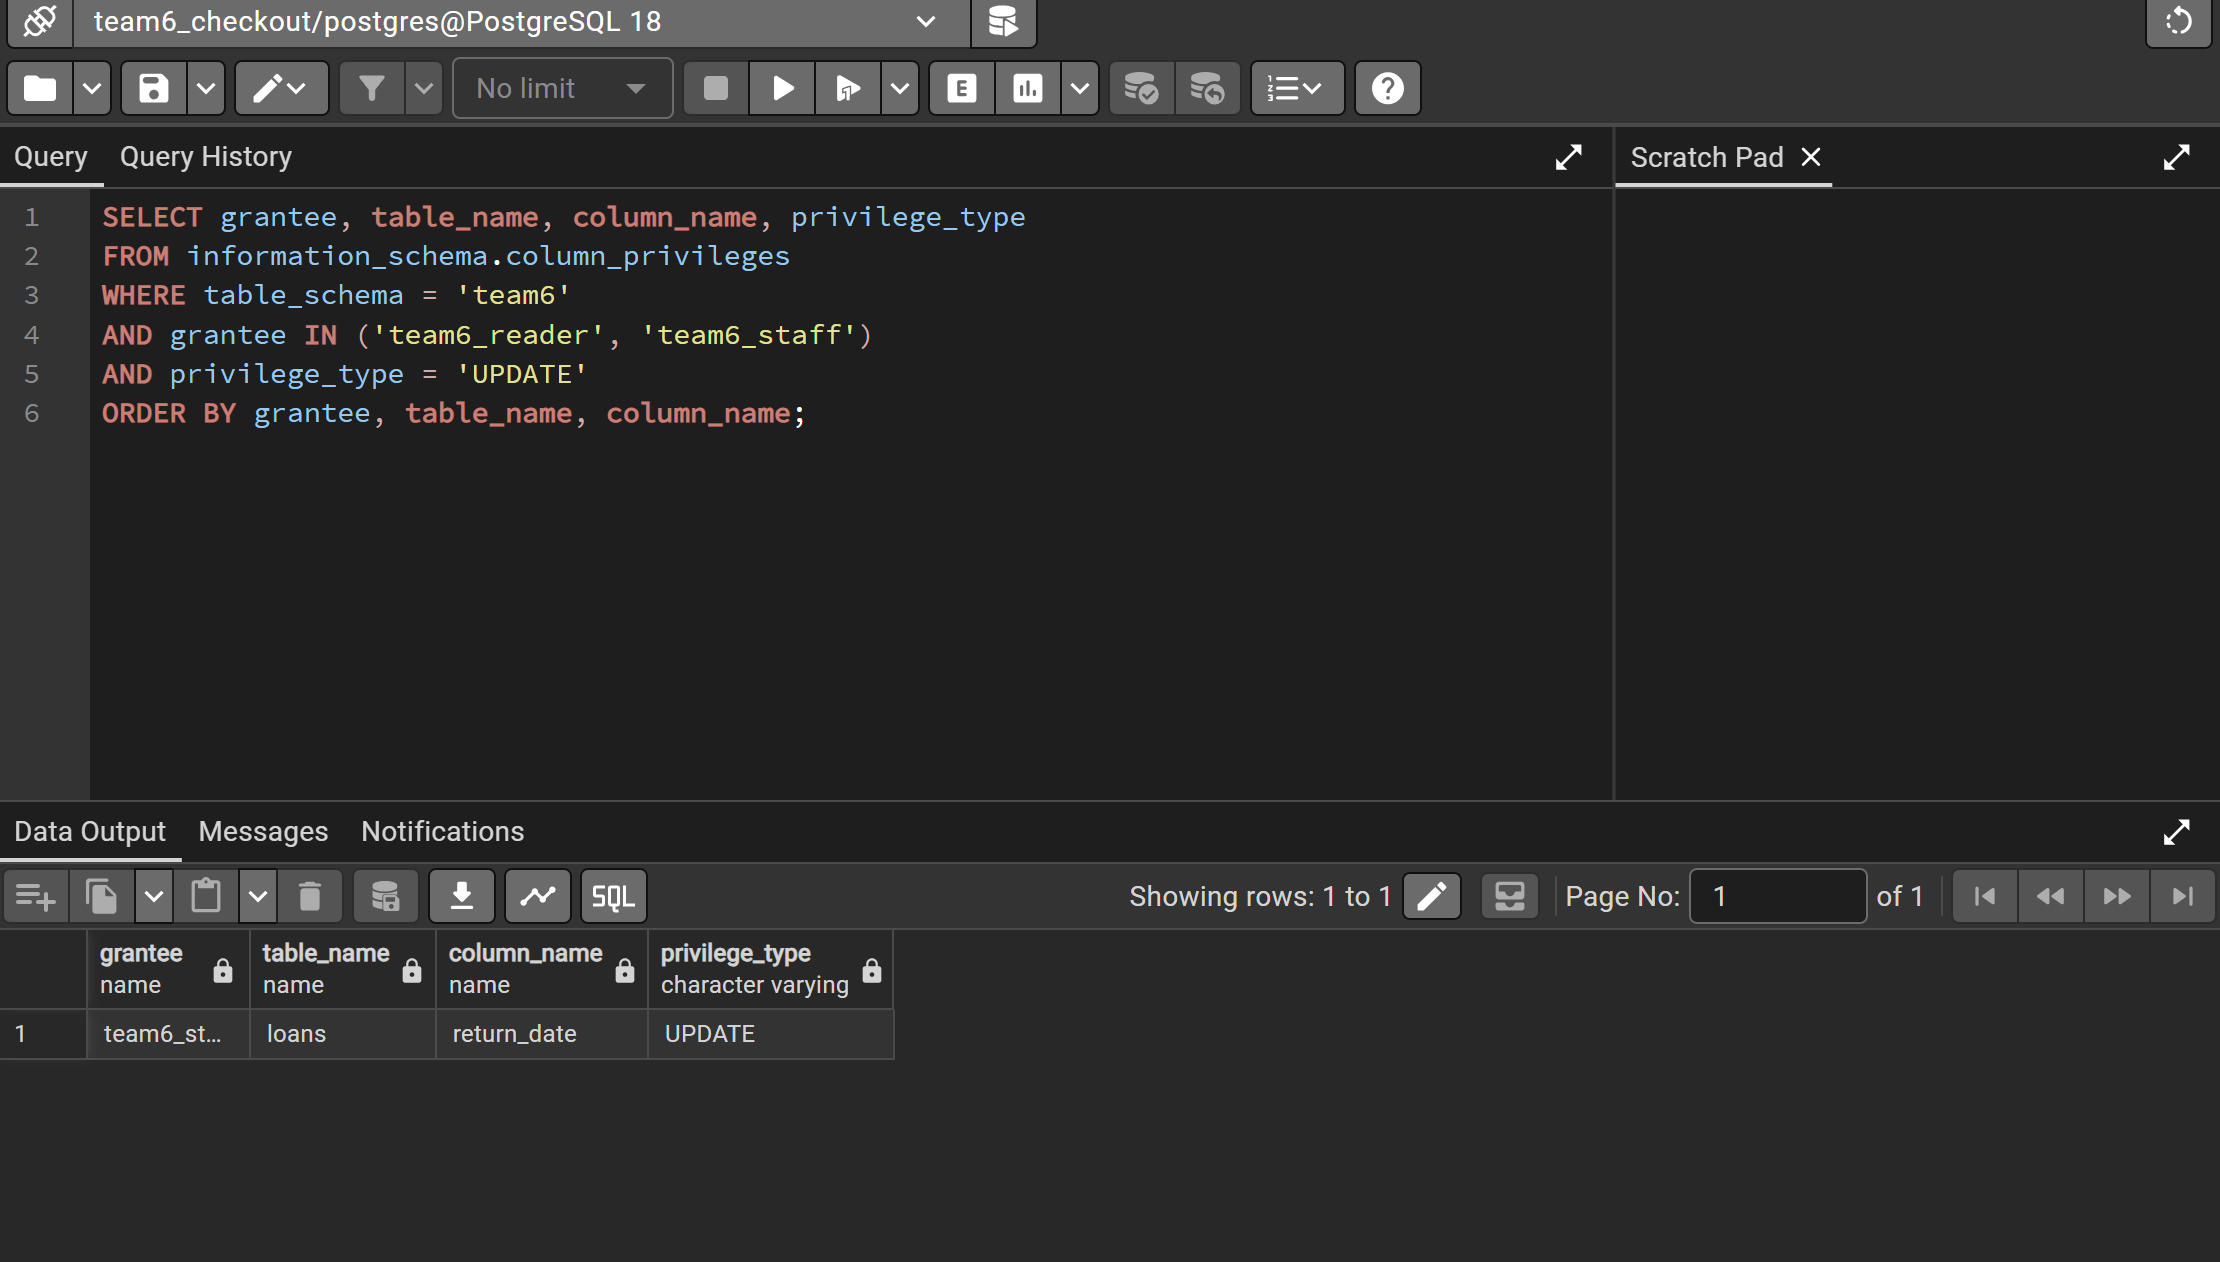 team6_checkout/postgres@PostgreSQL 18
No limit
Query Query History
Scratch Pad
1 SELECT grantee, table_name, column_name, privilege_type
2 FROM information_schema.column_privileges
3 WHERE table_schema = 'team6'
4 AND grantee IN ('team6_reader', 'team6_staff')
5 AND privilege_type = 'UPDATE'
6 ORDER BY grantee, table_name, column_name;
Data Output Messages Notifications
SQL Showing rows: 1 to 1 Page No: 1 of 1
grantee table_name column_name privilege_type
name name name character varying
1 team6_st... loans return_date UPDATE